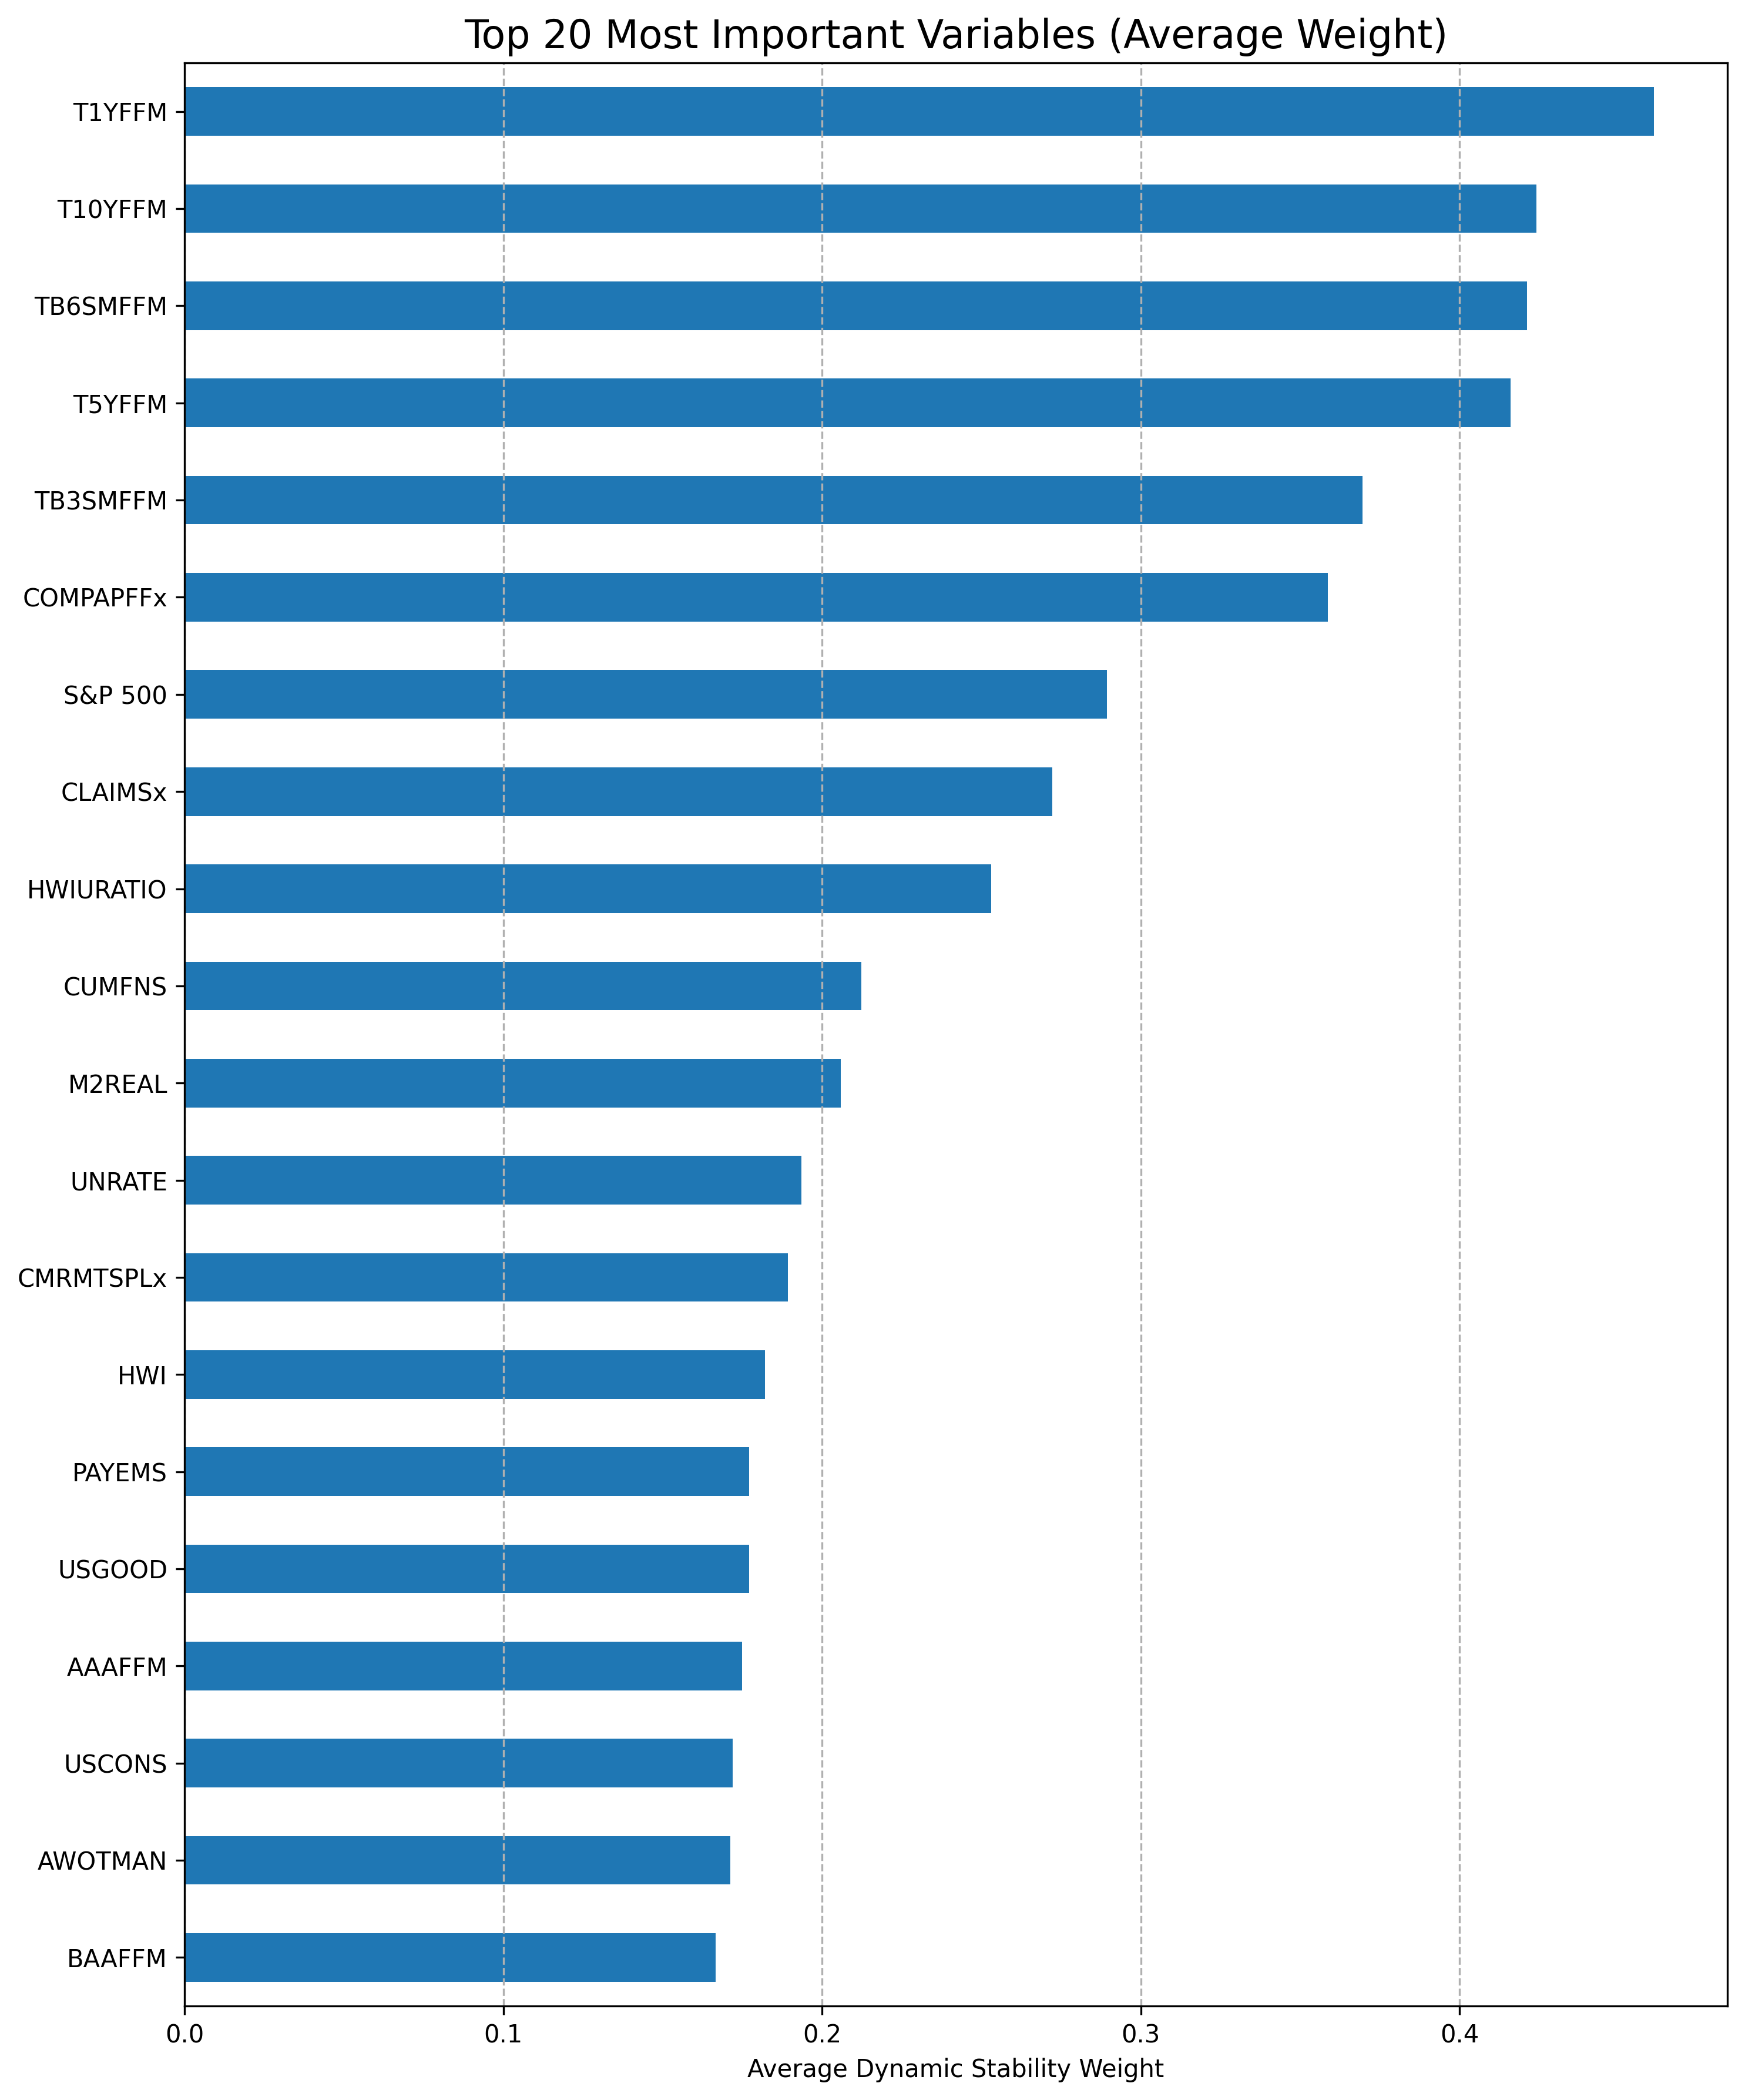 Top 20 Most Important Variables (Average Weight)
T1YFFM
T10YFFM
TB6SMFFM
T5YFFM
TB3SMFFM
COMPAPFFx
S&P 500
CLAIMSx
HWIURATIO
CUMFNS
M2REAL
UNRATE
CMRMTSPLx
HWI
PAYEMS
USGOOD
AAAFFM
USCONS
AWOTMAN
BAAFFM
0.0 0.1 0.2 0.3 0.4
Average Dynamic Stability Weight